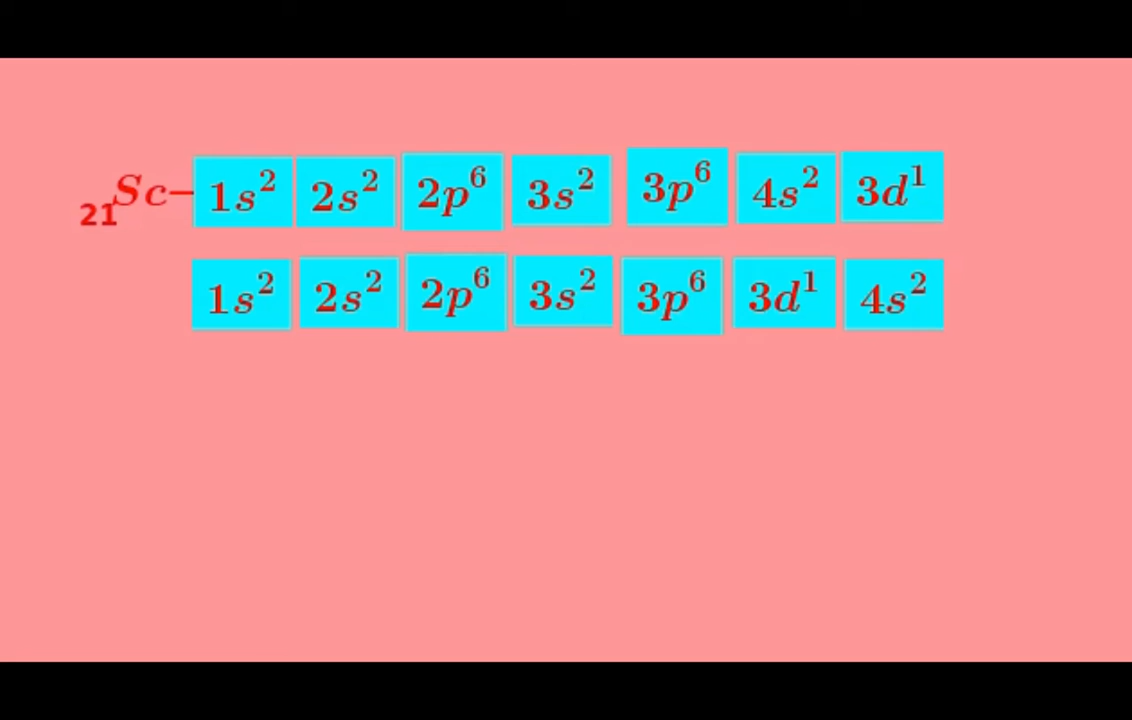 ₂₁Sc– 1s² 2s² 2p⁶ 3s² 3p⁶ 4s² 3d¹
1s² 2s² 2p⁶ 3s² 3p⁶ 3d¹ 4s²